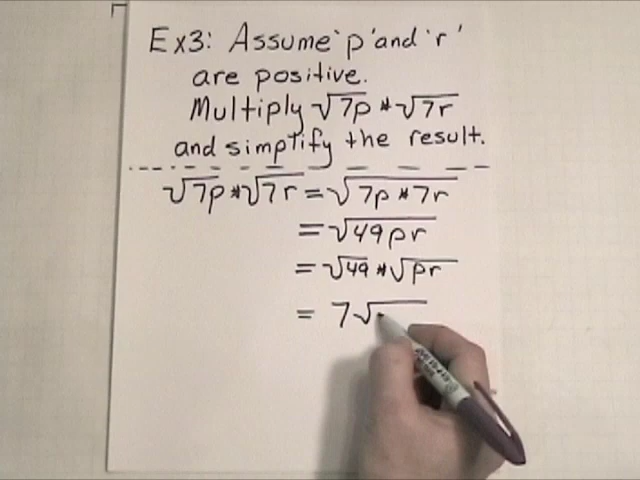 Ex3: Assume 'p' and 'r'
are positive.
Multiply √7p * √7r
and simplify the result.
√7p * √7r = √7p * 7r
= √49pr
= √49 * √pr
= 7√